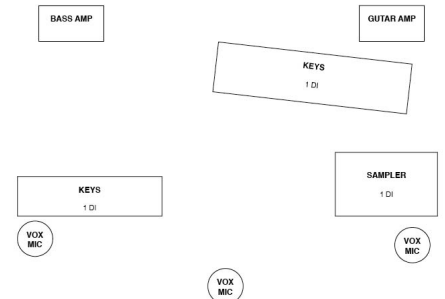 BASS AMP
GUTAR AMP
KEYS
1 DI
KEYS
1 DI
SAMPLER
1 DI
VOX
MIC
VOX
MIC
VOX
MIC